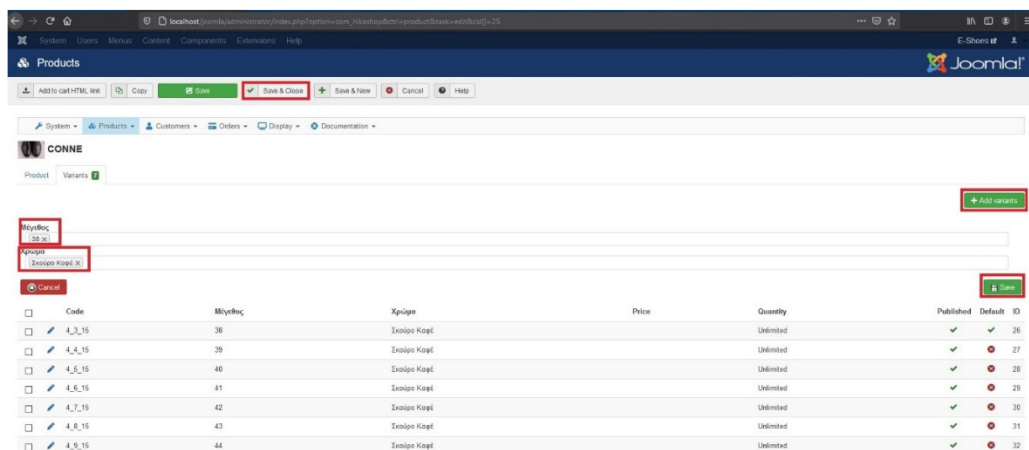 localhost/joomla/administrator/index.php?option=com_hikashop&ctrl=product&task=edit&cid[]=25
System Users Menus Content Components Extensions Help E-Shoes
Products Joomla!
Add to cart HTML link Copy Save Save & Close Save & New Cancel Help
System Products Customers Orders Display Documentation
CONNE
Product Variants 7
+ Add variants
Μέγεθος
38 x
Χρώμα
Σκούρο Καφέ x
Cancel Save
Code Μέγεθος Χρώμα Price Quantity Published Default ID
4_3_15 38 Σκούρο Καφέ Unlimited 26
4_4_15 39 Σκούρο Καφέ Unlimited 27
4_5_15 40 Σκούρο Καφέ Unlimited 28
4_6_15 41 Σκούρο Καφέ Unlimited 29
4_7_15 42 Σκούρο Καφέ Unlimited 30
4_8_15 43 Σκούρο Καφέ Unlimited 31
4_9_15 44 Σκούρο Καφέ Unlimited 32